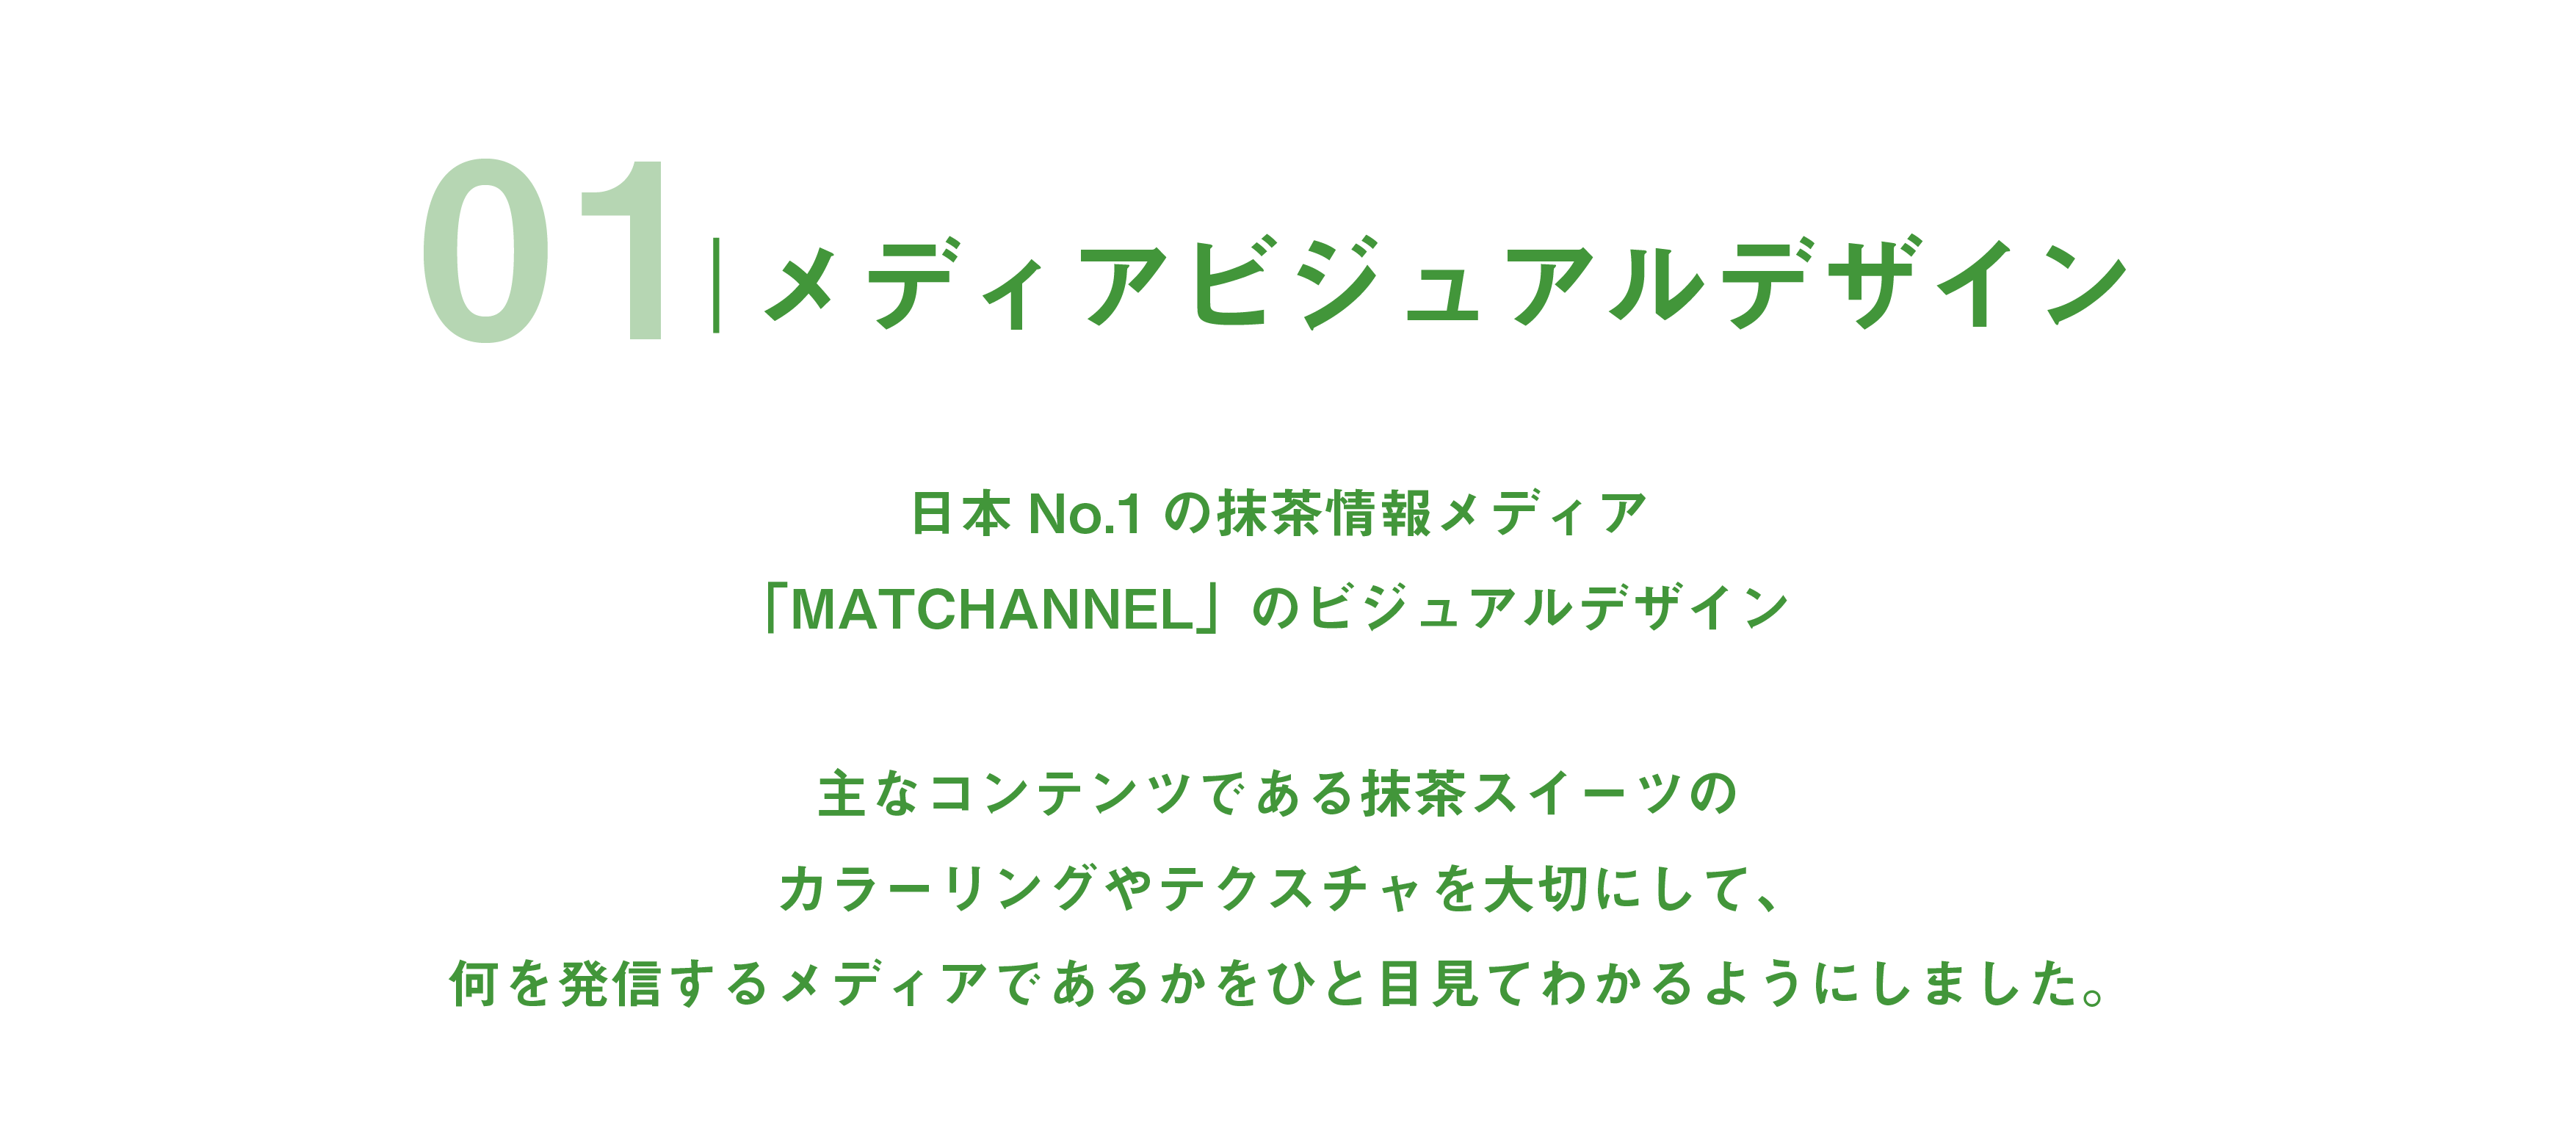 01 | メディアビジュアルデザイン
日本 No.1 の抹茶情報メディア
「MATCHANNEL」のビジュアルデザイン
主なコンテンツである抹茶スイーツの
カラーリングやテクスチャを大切にして、
何を発信するメディアであるかをひと目見てわかるようにしました。